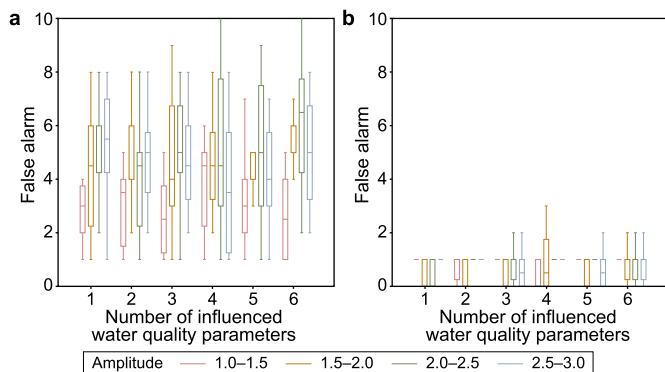 a
b
10
8
6
4
2
0
False alarm
1 2 3 4 5 6
Number of influenced
water quality parameters
10
8
6
4
2
0
False alarm
1 2 3 4 5 6
Number of influenced
water quality parameters
Amplitude 1.0–1.5 1.5–2.0 2.0–2.5 2.5–3.0